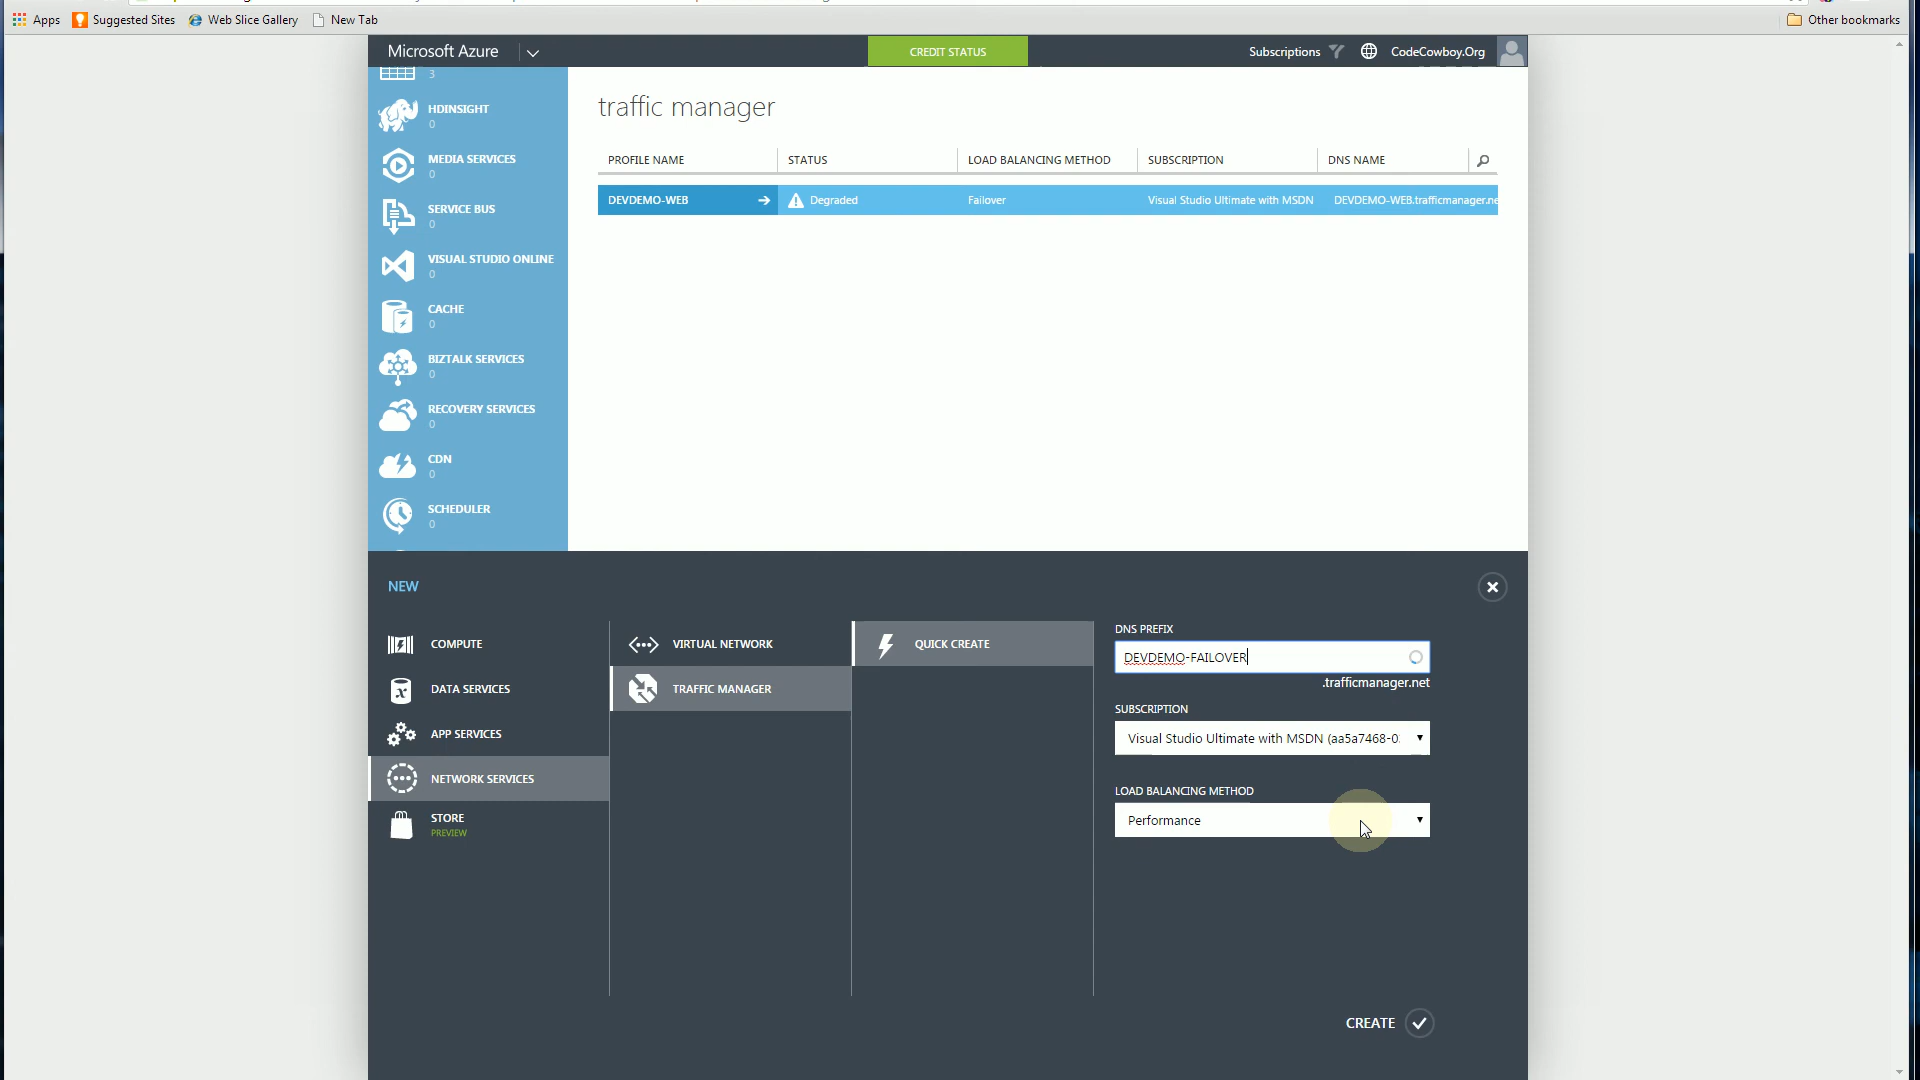 Apps Suggested Sites Web Slice Gallery New Tab Other bookmarks
Microsoft Azure CREDIT STATUS Subscriptions CodeCowboy.Org
3
HDINSIGHT
0
MEDIA SERVICES
0
SERVICE BUS
0
VISUAL STUDIO ONLINE
0
CACHE
0
BIZTALK SERVICES
0
RECOVERY SERVICES
0
CDN
0
SCHEDULER
0
traffic manager
PROFILE NAME STATUS LOAD BALANCING METHOD SUBSCRIPTION DNS NAME
DEVDEMO-WEB Degraded Failover Visual Studio Ultimate with MSDN DEVDEMO-WEB.trafficmanager.ne
NEW
COMPUTE
DATA SERVICES
APP SERVICES
NETWORK SERVICES
STORE
PREVIEW
VIRTUAL NETWORK
TRAFFIC MANAGER
QUICK CREATE
DNS PREFIX
DEVDEMO-FAILOVER
.trafficmanager.net
SUBSCRIPTION
Visual Studio Ultimate with MSDN (aa5a7468-0
LOAD BALANCING METHOD
Performance
CREATE